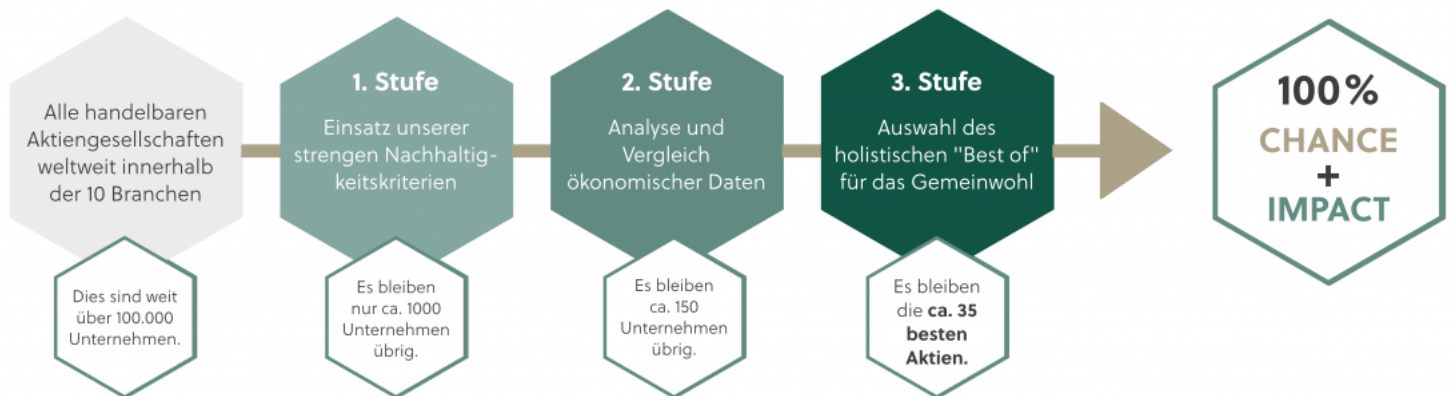 Alle handelbaren
Aktiengesellschaften
weltweit innerhalb
der 10 Branchen
Dies sind weit
über 100.000
Unternehmen.
1. Stufe
Einsatz unserer
strengen Nachhaltig-
keitskriterien
Es bleiben
nur ca. 1000
Unternehmen
übrig.
2. Stufe
Analyse und
Vergleich
ökonomischer Daten
Es bleiben
ca. 150
Unternehmen
übrig.
3. Stufe
Auswahl des
holistischen "Best of"
für das Gemeinwohl
Es bleiben
die ca. 35
besten
Aktien.
100%
CHANCE
+
IMPACT